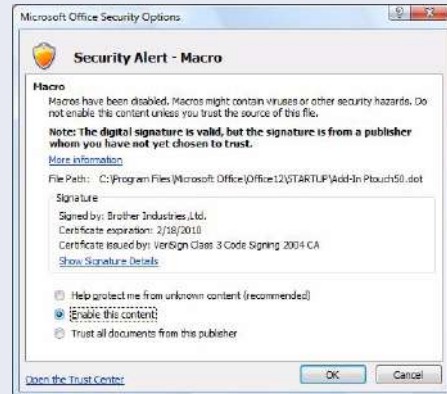 Microsoft Office Security Options
Security Alert - Macro
Macro
Macros have been disabled. Macros might contain viruses or other security hazards. Do
not enable this content unless you trust the source of this file.
Note: The digital signature is valid, but the signature is from a publisher
whom you have not yet chosen to trust.
More information
File Path: C:\Program Files\Microsoft Office\Office12\STARTUP\Add-In Ptouch50.dot
Signature
Signed by: Brother Industries,Ltd.
Certificate expiration: 2/18/2010
Certificate issued by: VeriSign Class 3 Code Signing 2004 CA
Show Signature Details
Help protect me from unknown content (recommended)
Enable this content
Trust all documents from this publisher
Open the Trust Center
OK
Cancel